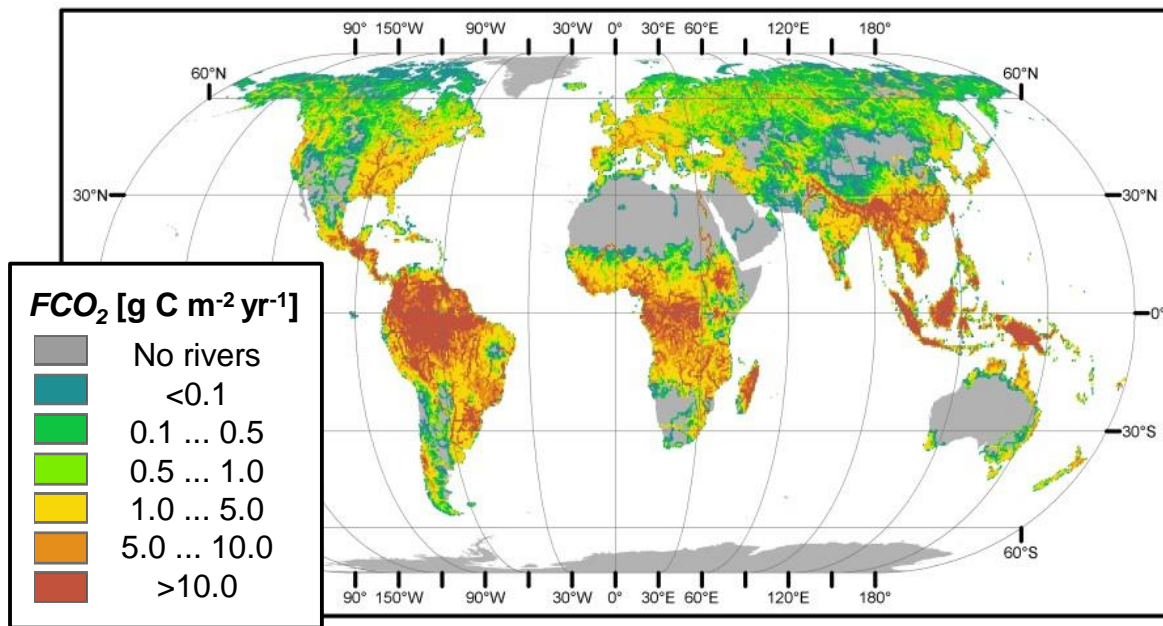 90° 150°W 90°W 30°W 0° 30°E 60°E 120°E 180°
60°N 60°N
30°N 30°N
0°
30°S
60°S
FCO₂ [g C m⁻² yr⁻¹]
No rivers
<0.1
0.1 ... 0.5
0.5 ... 1.0
1.0 ... 5.0
5.0 ... 10.0
>10.0
90° 150°W 90°W 30°W 0° 30°E 60°E 120°E 180°